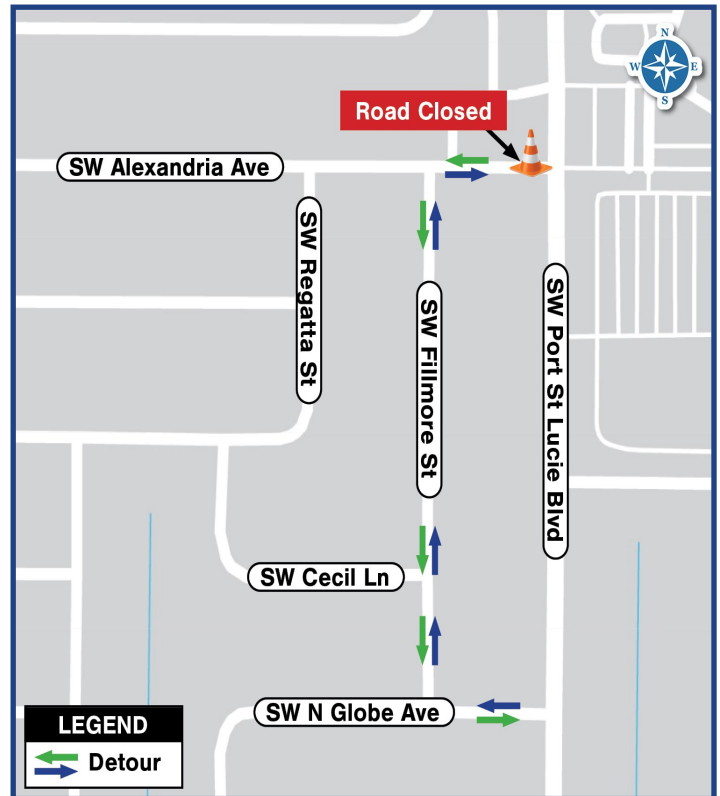 N
W
E
S
Road Closed
SW Alexandria Ave
SW Regatta St
SW Fillmore St
SW Port St Lucie Blvd
SW Cecil Ln
SW N Globe Ave
LEGEND
Detour